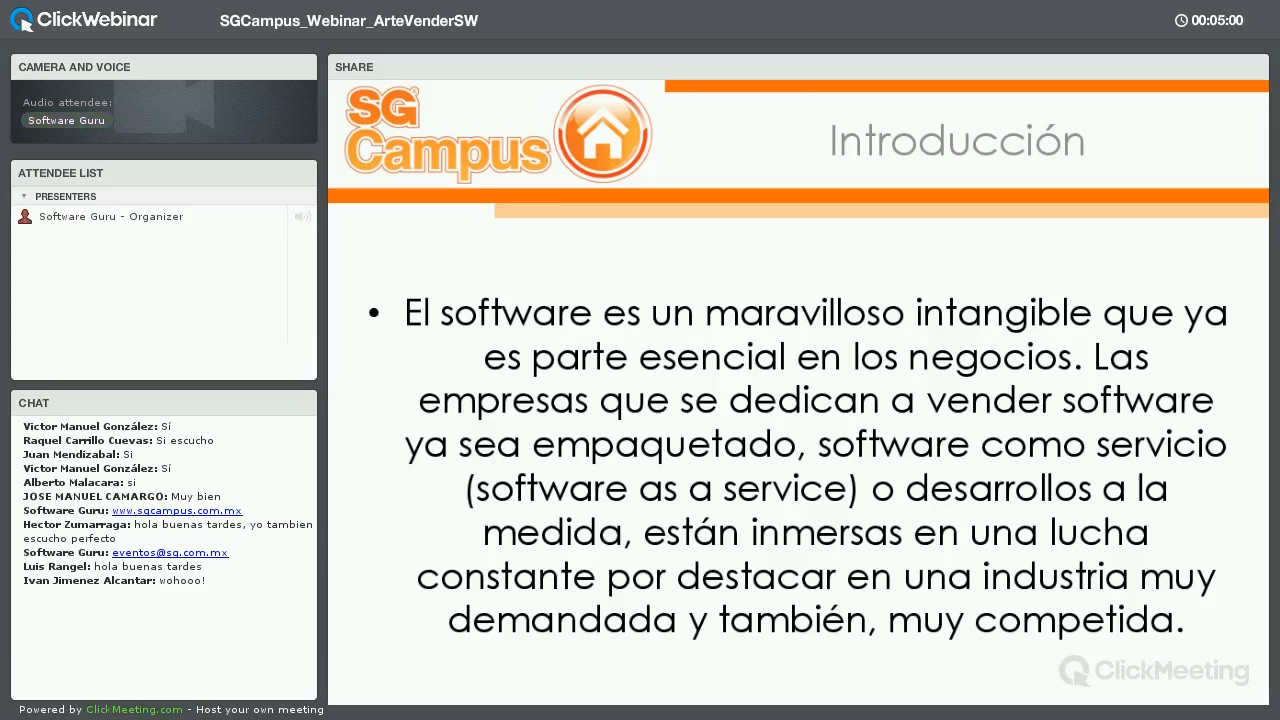 ClickWebinar
SGCampus_Webinar_ArteVenderSW
00:05:00
CAMERA AND VOICE
Audio attendee:
Software Guru
ATTENDEE LIST
PRESENTERS
Software Guru - Organizer
CHAT
Victor Manuel González: Sí
Raquel Carrillo Cuevas: Si escucho
Juan Mendizabal: Si
Victor Manuel González: Sí
Alberto Malacara: si
JOSE MANUEL CAMARGO: Muy bien
Software Guru: www.sgcampus.com.mx
Hector Zumarraga: hola buenas tardes, yo tambien
escucho perfecto
Software Guru: eventos@sg.com.mx
Luis Rangel: hola buenas tardes
Ivan Jimenez Alcantar: wohooo!
SHARE
SG
Campus
Introducción
• El software es un maravilloso intangible que ya
es parte esencial en los negocios. Las
empresas que se dedican a vender software
ya sea empaquetado, software como servicio
(software as a service) o desarrollos a la
medida, están inmersas en una lucha
constante por destacar en una industria muy
demandada y también, muy competida.
ClickMeeting
Powered by ClickMeeting.com - Host your own meeting